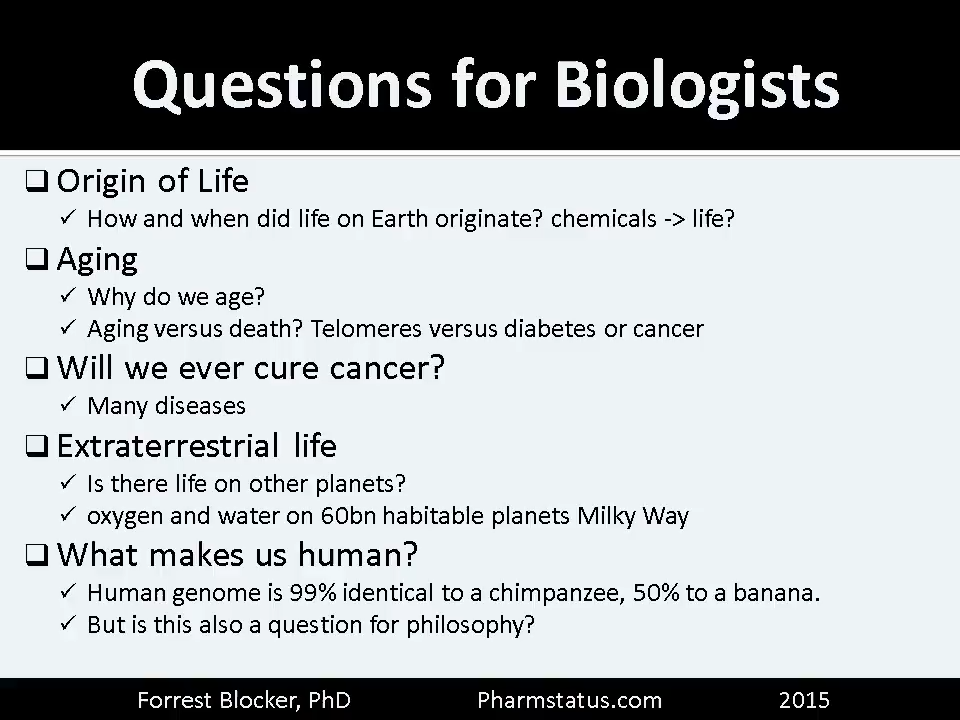 Questions for Biologists
❑ Origin of Life
✓ How and when did life on Earth originate? chemicals -> life?
❑ Aging
✓ Why do we age?
✓ Aging versus death? Telomeres versus diabetes or cancer
❑ Will we ever cure cancer?
✓ Many diseases
❑ Extraterrestrial life
✓ Is there life on other planets?
✓ oxygen and water on 60bn habitable planets Milky Way
❑ What makes us human?
✓ Human genome is 99% identical to a chimpanzee, 50% to a banana.
✓ But is this also a question for philosophy?
Forrest Blocker, PhD Pharmstatus.com 2015